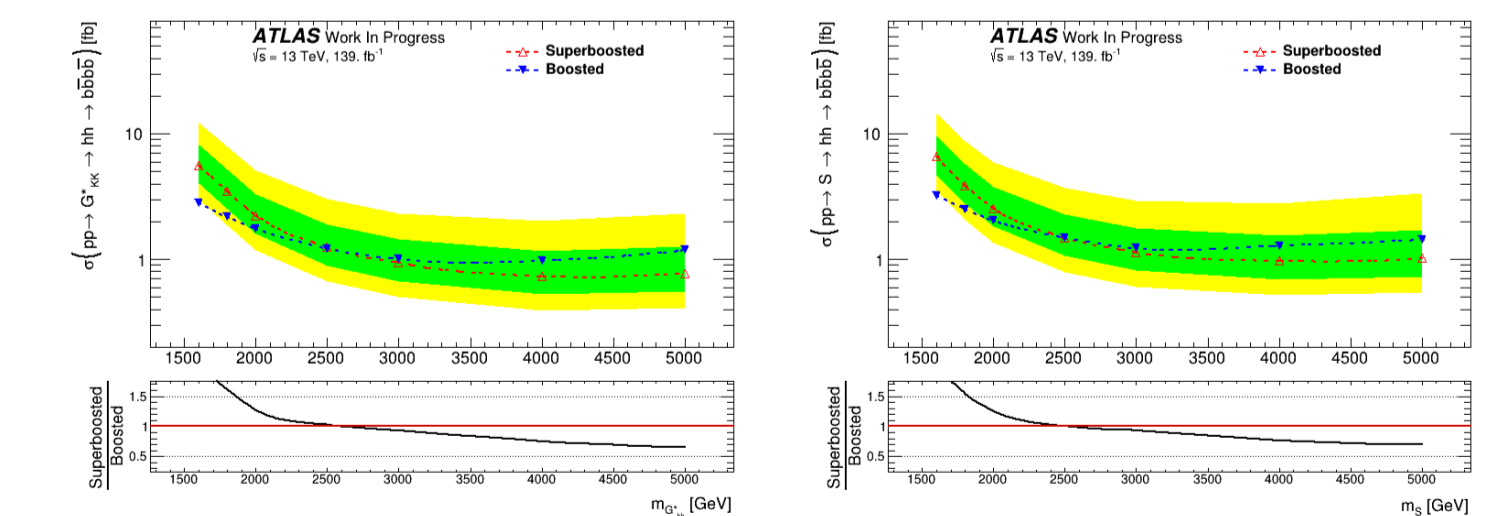 ATLAS Work In Progress
√s = 13 TeV, 139. fb⁻¹
Superboosted
Boosted
σ(pp→ G*KK → hh → bb̅bb̅) [fb]
10
1
1500 2000 2500 3000 3500 4000 4500 5000
Superboosted
Boosted
1.5
1
0.5
1500 2000 2500 3000 3500 4000 4500 5000
[GeV]
ATLAS Work In Progress
√s = 13 TeV, 139. fb⁻¹
Superboosted
Boosted
σ(pp→ S → hh → bb̅bb̅) [fb]
10
1
1500 2000 2500 3000 3500 4000 4500 5000
Superboosted
Boosted
1.5
1
0.5
1500 2000 2500 3000 3500 4000 4500 5000
mS [GeV]